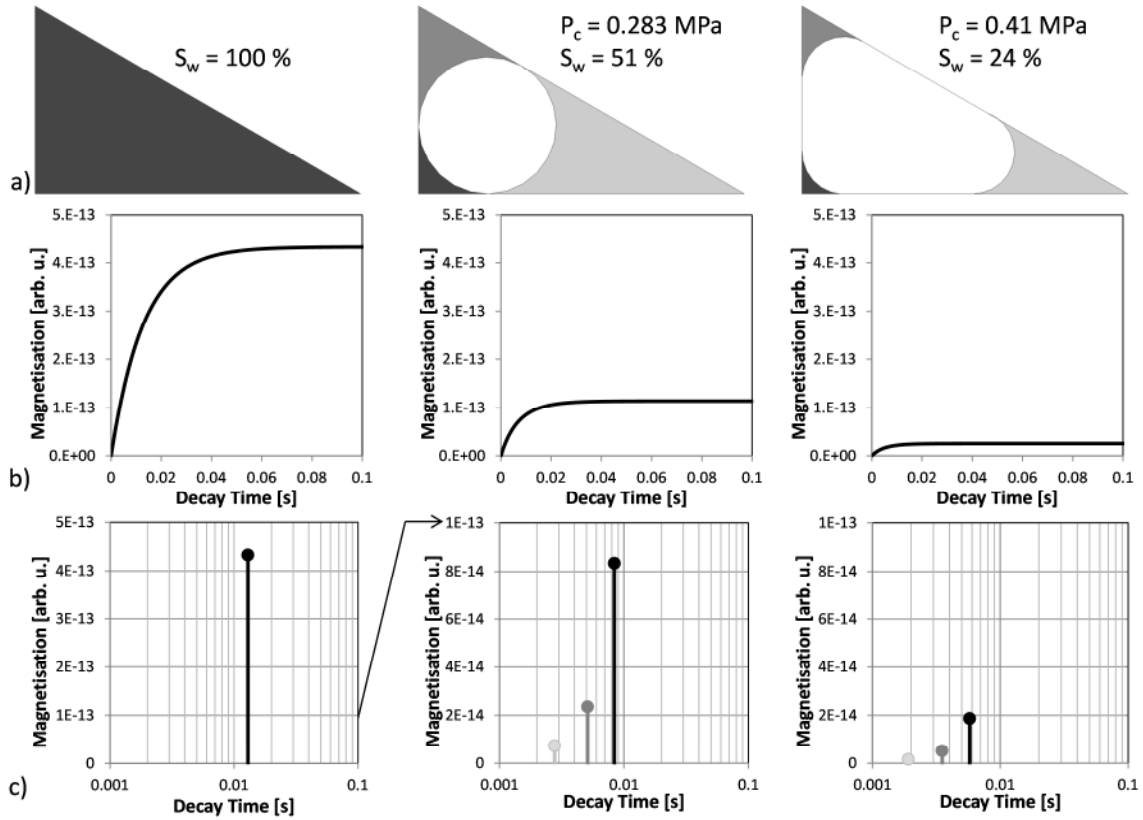 S_w = 100 %
P_c = 0.283 MPa
S_w = 51 %
P_c = 0.41 MPa
S_w = 24 %
a)
Magnetisation [arb. u.]
5.E-13
4.E-13
3.E-13
2.E-13
1.E-13
0.E+00
0
0.02
0.04
0.06
0.08
0.1
Decay Time [s]
Magnetisation [arb. u.]
5.E-13
4.E-13
3.E-13
2.E-13
1.E-13
0.E+00
0
0.02
0.04
0.06
0.08
0.1
Decay Time [s]
Magnetisation [arb. u.]
5.E-13
4.E-13
3.E-13
2.E-13
1.E-13
0.E+00
0
0.02
0.04
0.06
0.08
0.1
Decay Time [s]
b)
Magnetisation [arb. u.]
5E-13
4E-13
3E-13
2E-13
1E-13
0
0.001
0.01
0.1
Decay Time [s]
Magnetisation [arb. u.]
1E-13
8E-14
6E-14
4E-14
2E-14
0
0.001
0.01
0.1
Decay Time [s]
Magnetisation [arb. u.]
1E-13
8E-14
6E-14
4E-14
2E-14
0
0.001
0.01
0.1
Decay Time [s]
c)